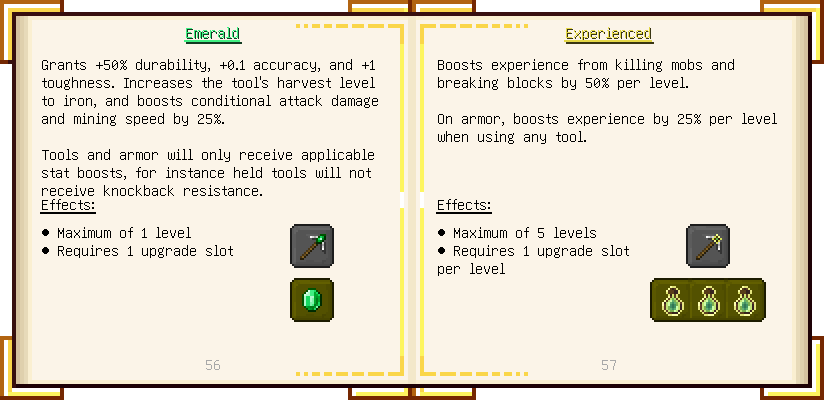 Emerald
Grants +50% durability, +0.1 accuracy, and +1
toughness. Increases the tool's harvest level
to iron, and boosts conditional attack damage
and mining speed by 25%.
Tools and armor will only receive applicable
stat boosts, for instance held tools will not
receive knockback resistance.
Effects:
● Maximum of 1 level
● Requires 1 upgrade slot
56
Experienced
Boosts experience from killing mobs and
breaking blocks by 50% per level.
On armor, boosts experience by 25% per level
when using any tool.
Effects:
● Maximum of 5 levels
● Requires 1 upgrade slot
per level
57